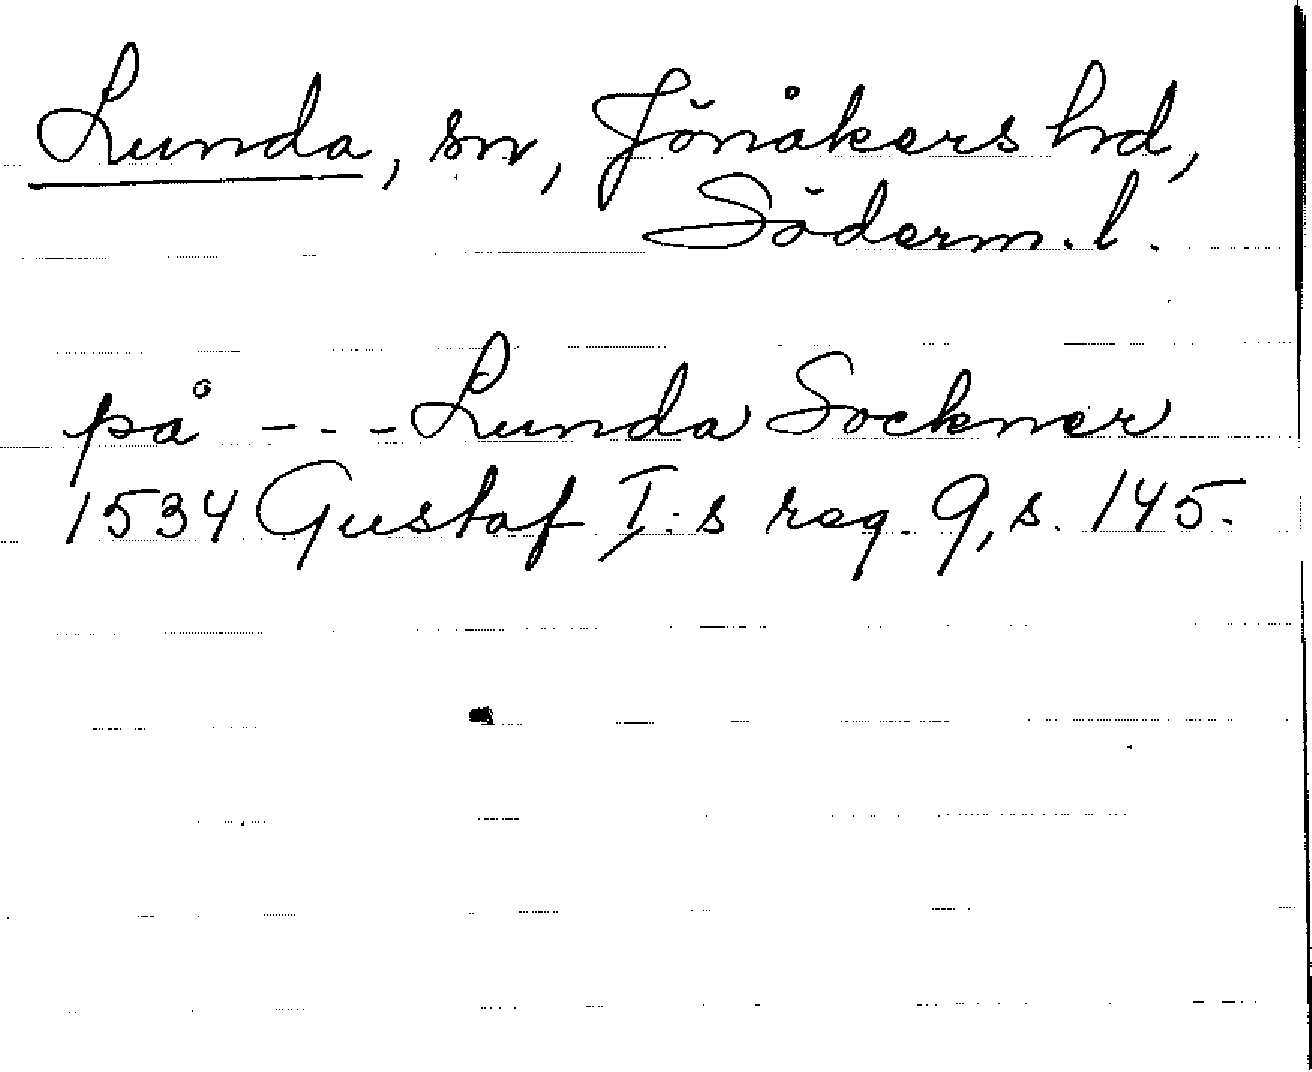 Lunda, sn, Jönåkers hd,
Söderm. l.
på - - - Lunda Sockner
1534 Gustaf I:s reg. 9, s. 145.